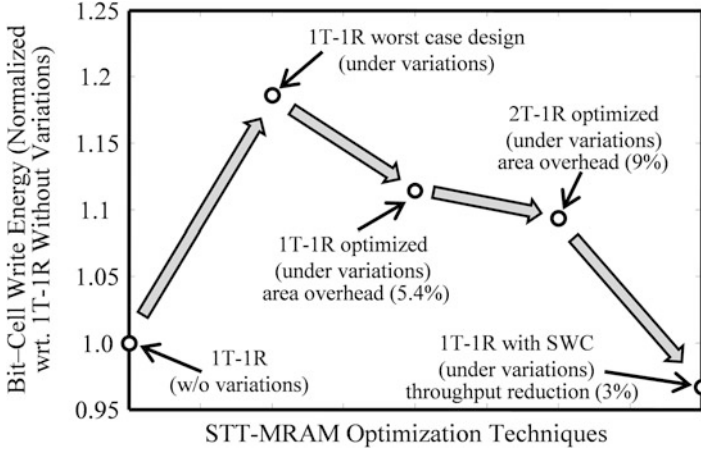 Bit–Cell Write Energy (Normalized
wrt. 1T-1R Without Variations)
1.25
1.2
1.15
1.1
1.05
1.0
0.95
1T-1R worst case design
(under variations)
2T-1R optimized
(under variations)
area overhead (9%)
1T-1R optimized
(under variations)
area overhead (5.4%)
1T-1R
(w/o variations)
1T-1R with SWC
(under variations)
throughput reduction (3%)
STT-MRAM Optimization Techniques